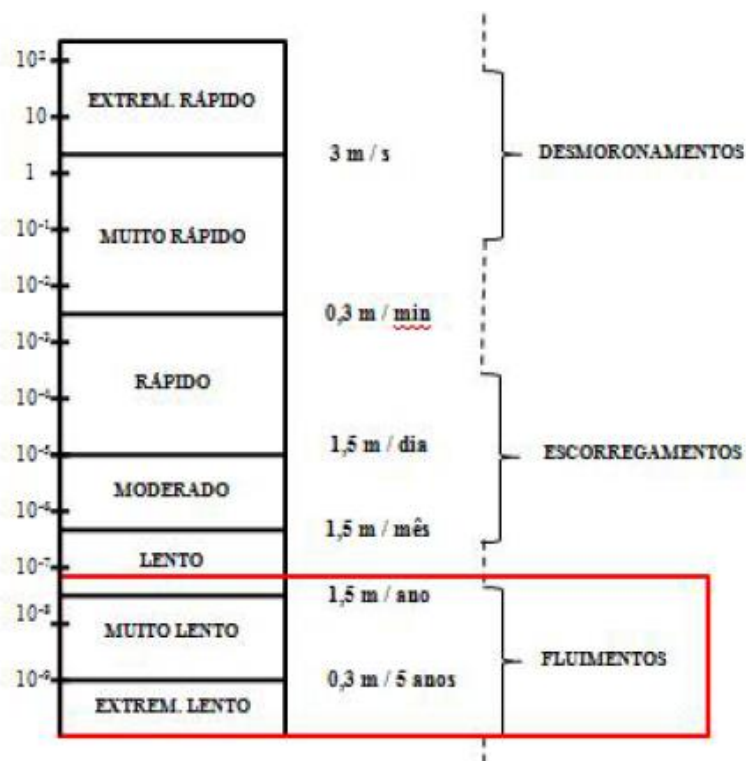 10²
EXTREM. RÁPIDO
10
3 m / s
DESMORONAMENTOS
1
10⁻¹
MUITO RÁPIDO
10⁻²
0,3 m / min
10⁻³
RÁPIDO
10⁻⁴
1,5 m / dia
ESCORREGAMENTOS
10⁻⁵
MODERADO
10⁻⁶
1,5 m / mês
LENTO
10⁻⁷
1,5 m / ano
10⁻⁸
MUITO LENTO
FLUIMENTOS
10⁻⁹
0,3 m / 5 anos
EXTREM. LENTO